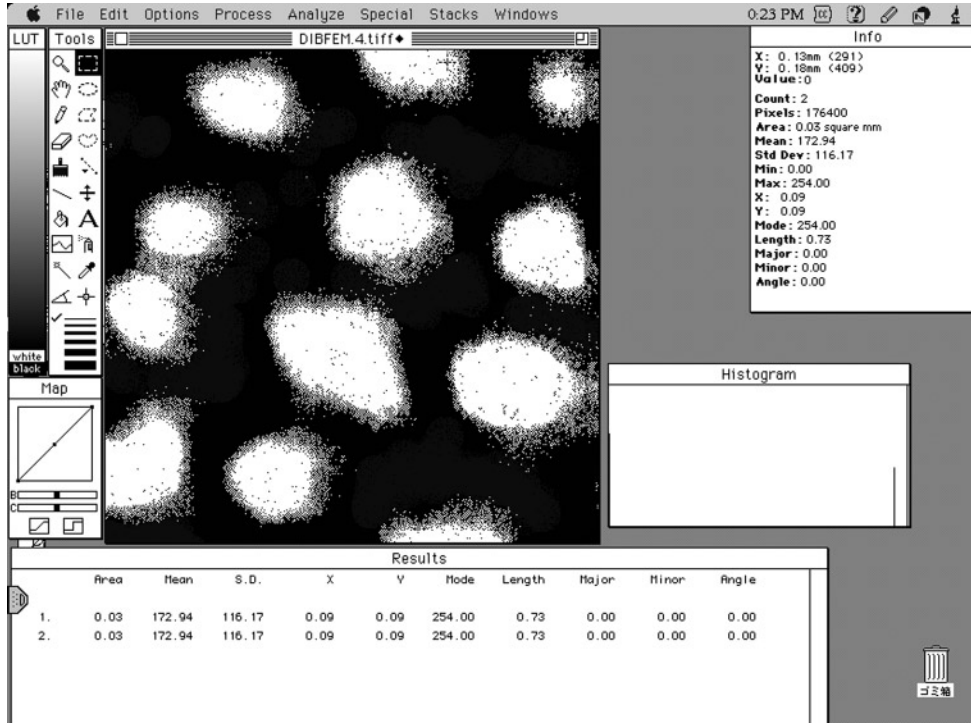 File Edit Options Process Analyze Special Stacks Windows 0:23 PM
LUT
Tools
DIBFEM.4.tiff◆
Info
X: 0.13mm (291)
Y: 0.18mm (409)
Value:0
Count: 2
Pixels: 176400
Area: 0.03 square mm
Mean: 172.94
Std Dev: 116.17
Min: 0.00
Max: 254.00
X: 0.09
Y: 0.09
Mode: 254.00
Length: 0.73
Major: 0.00
Minor: 0.00
Angle: 0.00
A
white
black
Map
B
C
Histogram
Results
Area Mean S.D. X Y Mode Length Major Minor Angle
1. 0.03 172.94 116.17 0.09 0.09 254.00 0.73 0.00 0.00 0.00
2. 0.03 172.94 116.17 0.09 0.09 254.00 0.73 0.00 0.00 0.00
ゴミ箱